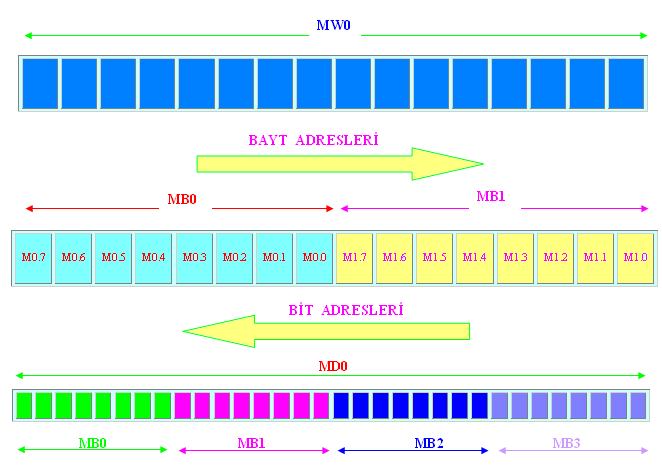 MW0
BAYT ADRESLERİ
MB0 MB1
M0.7 M0.6 M0.5 M0.4 M0.3 M0.2 M0.1 M0.0 M1.7 M1.6 M1.5 M1.4 M1.3 M1.2 M1.1 M1.0
BİT ADRESLERİ
MD0
MB0 MB1 MB2 MB3